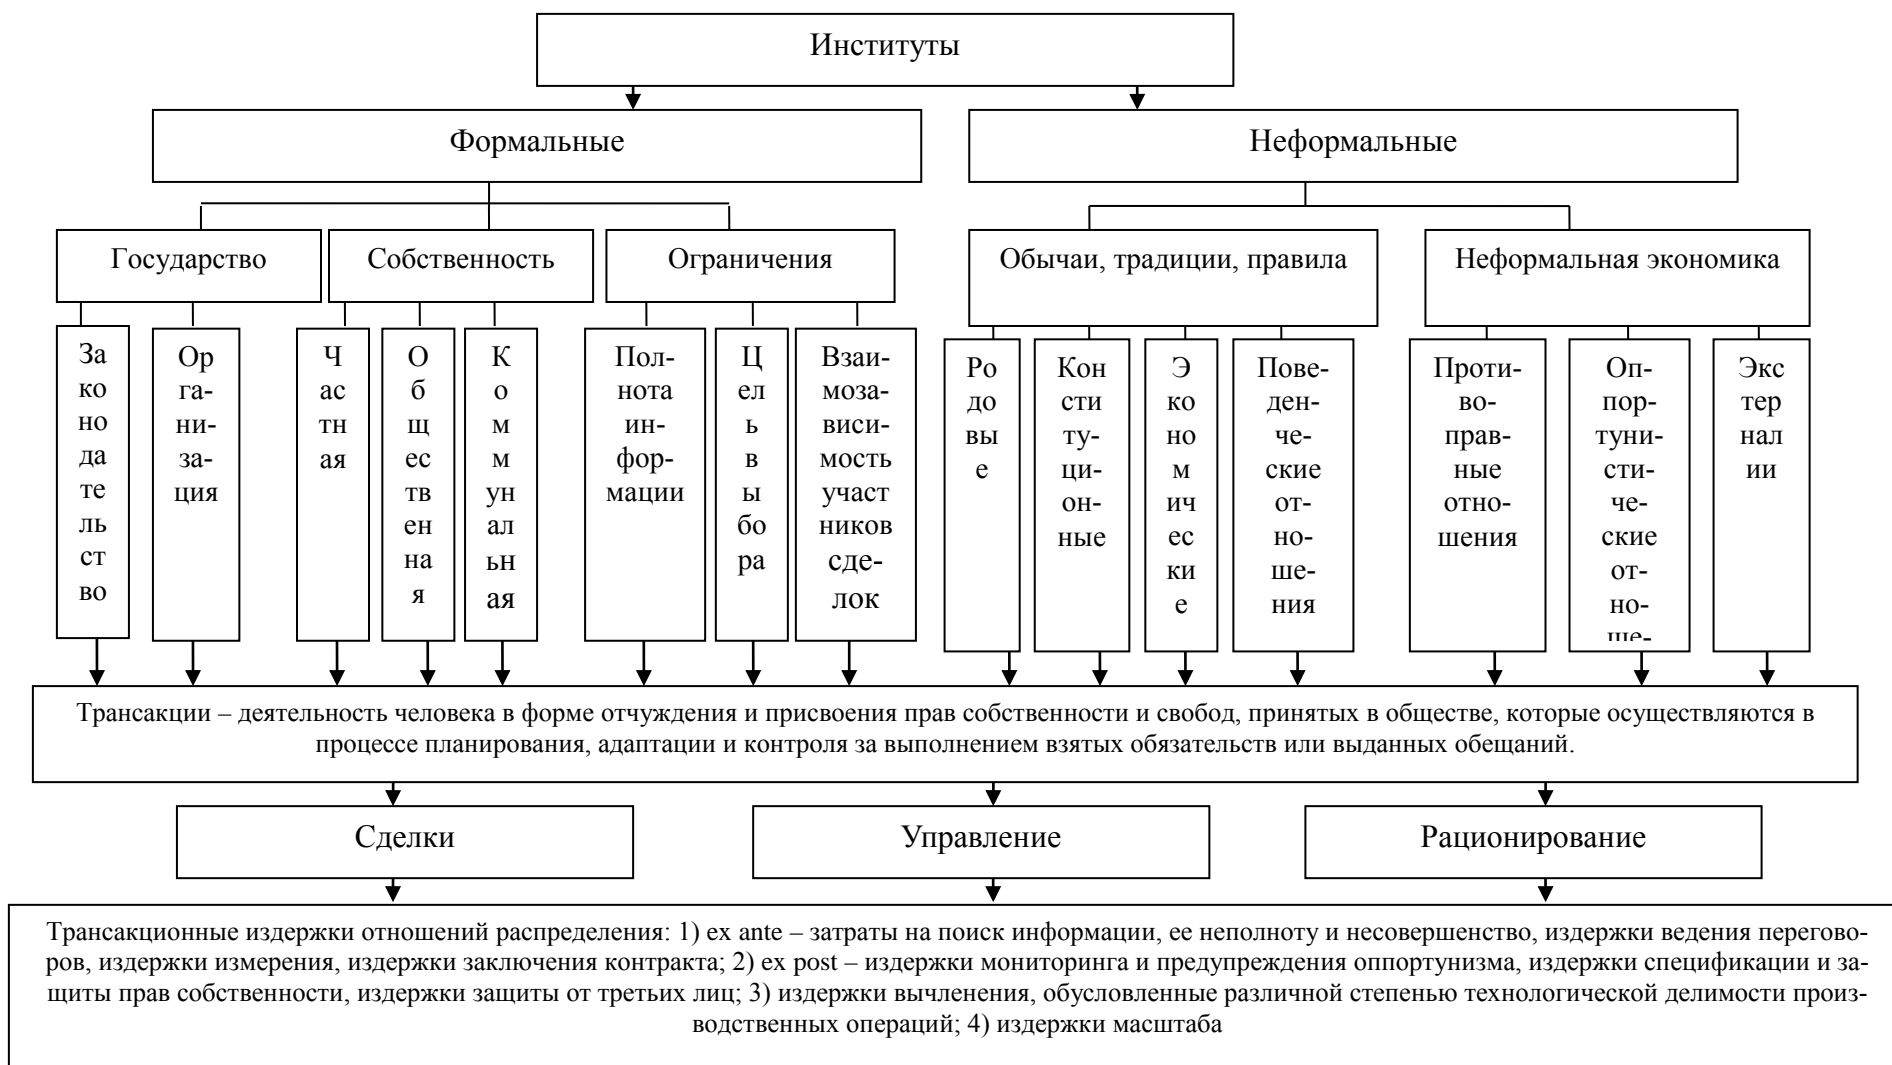 Институты
Формальные
Неформальные
Государство
Собственность
Ограничения
Обычаи, традиции, правила
Неформальная экономика
За
ко
но
да
те
ль
ст
во
Ор
га-
ни-
за-
ция
Ч
ас
тн
ая
О
б
щ
ес
тв
ен
на
я
К
о
м
м
ун
ал
ьн
ая
Пол-
нота
ин-
фор-
мации
Ц
ел
ь
в
ы
бо
ра
Взаи-
моза-
виси-
мость
участ
ников
сде-
лок
Ро
до
вы
е
Кон
сти
ту-
ци-
он-
ные
Э
ко
но
м
ич
ес
ки
е
Пове-
ден-
че-
ские
от-
но-
ше-
ния
Проти-
во-
прав-
ные
отно-
шения
Оп-
пор-
туни-
сти-
че-
ские
от-
но-
ше-
Экс
тер
нал
ии
Трансакции – деятельность человека в форме отчуждения и присвоения прав собственности и свобод, принятых в обществе, которые осуществляются в
процессе планирования, адаптации и контроля за выполнением взятых обязательств или выданных обещаний.
Сделки
Управление
Рационирование
Трансакционные издержки отношений распределения: 1) ex ante – затраты на поиск информации, ее неполноту и несовершенство, издержки ведения перегово-
ров, издержки измерения, издержки заключения контракта; 2) ex post – издержки мониторинга и предупреждения оппортунизма, издержки спецификации и за-
щиты прав собственности, издержки защиты от третьих лиц; 3) издержки вычленения, обусловленные различной степенью технологической делимости произ-
водственных операций; 4) издержки масштаба